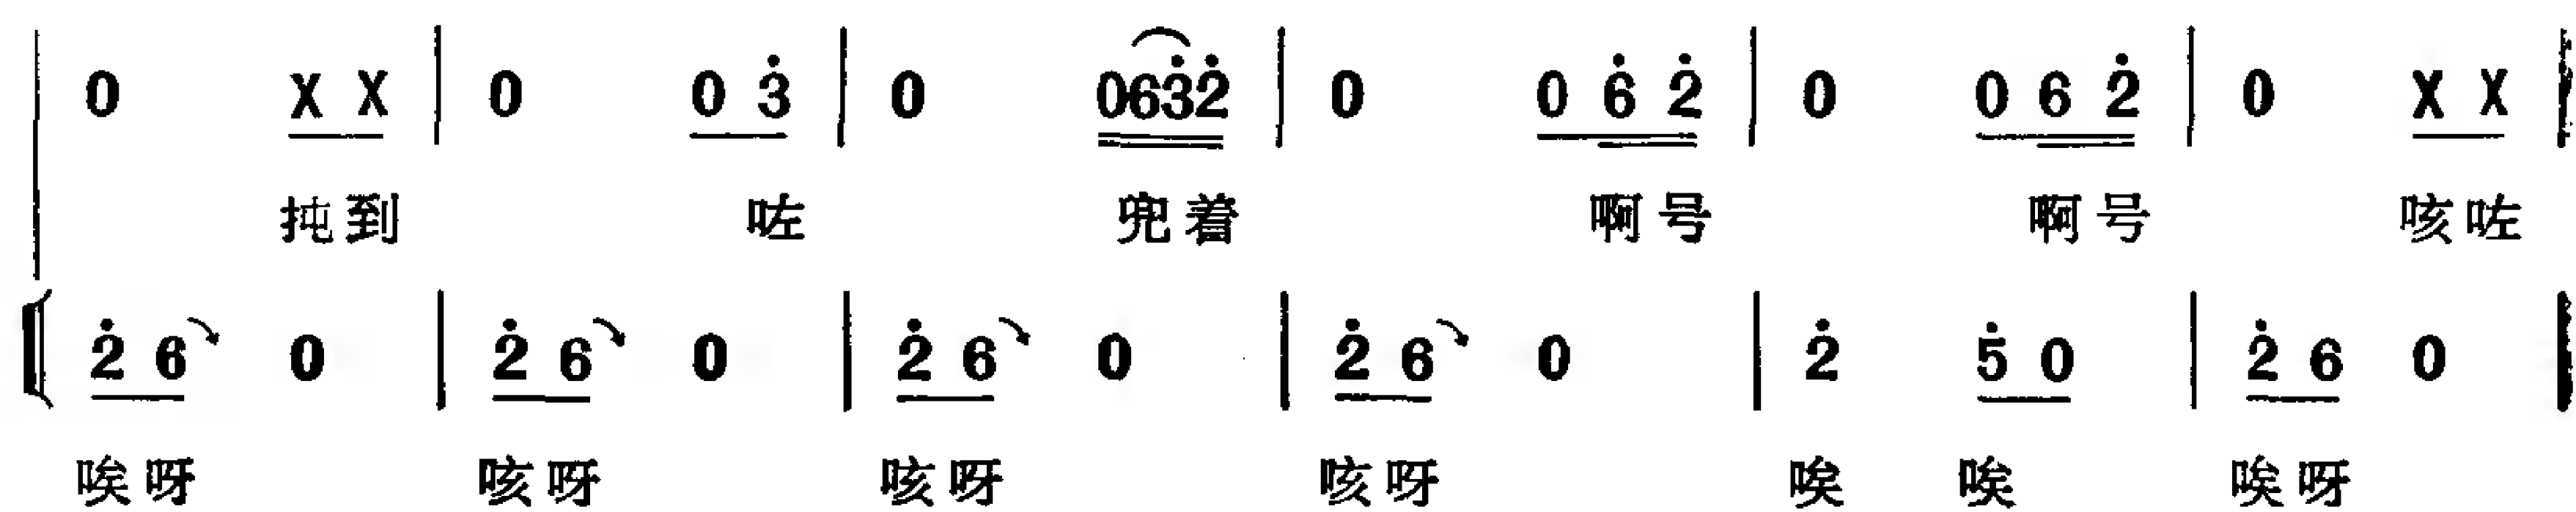 0 X X | 0 0 3̇ | 0 063̇2̇ | 0 0 6̇ 2̇ | 0 0 6 2̇ | 0 X X
扽到 咗 兜着 啊号 啊号 咳咗
2̇ 6 0 | 2̇ 6 0 | 2̇ 6 0 | 2̇ 6 0 | 2̇ 5̇ 0 | 2̇ 6 0
唉呀 咳呀 咳呀 咳呀 唉 唉 唉呀